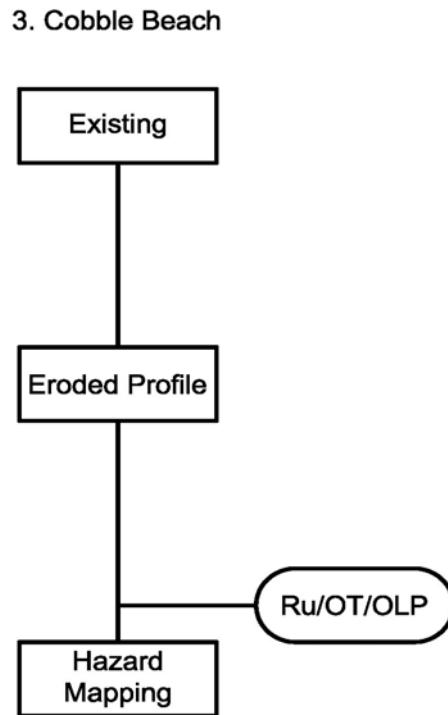 3. Cobble Beach
Existing
Eroded Profile
Ru/OT/OLP
Hazard
Mapping